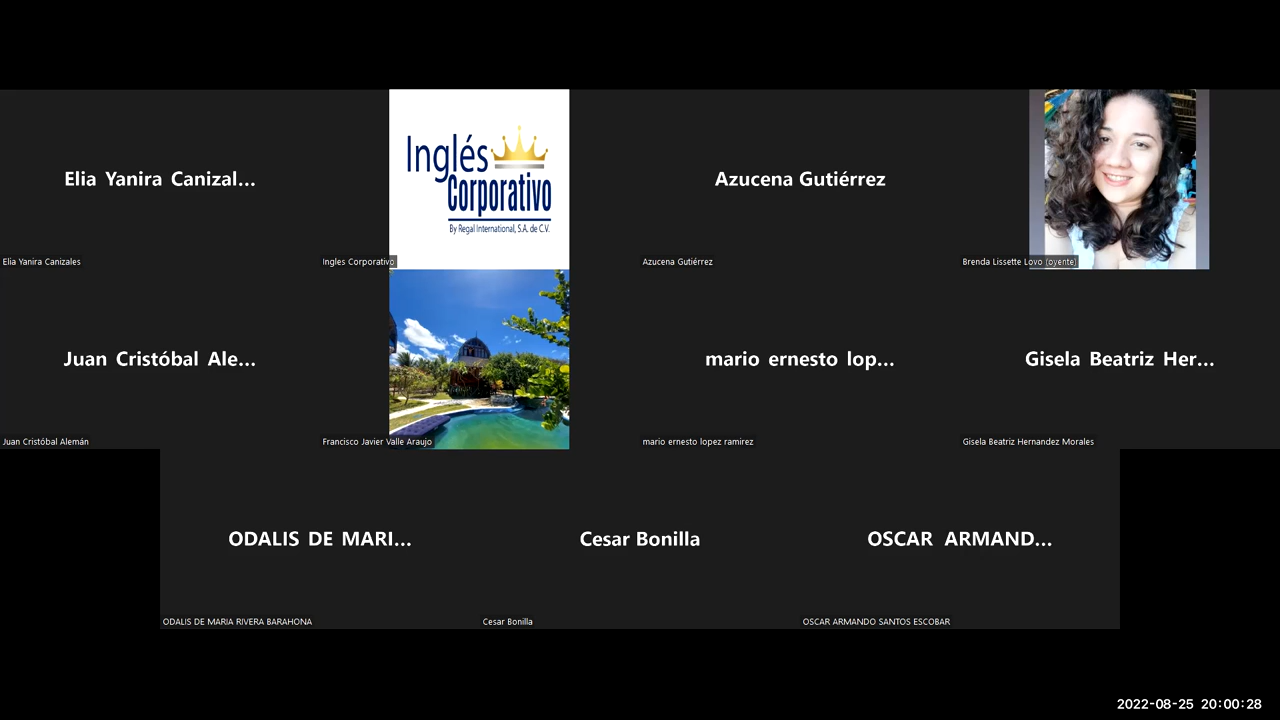 Elia Yanira Canizal...
Elia Yanira Canizales
Inglés
Corporativo
By Regal International, S.A. de C.V.
Ingles Corporativo
Azucena Gutiérrez
Azucena Gutiérrez
Brenda Lissette Lovo (oyente)
Juan Cristóbal Ale...
Juan Cristóbal Alemán
Francisco Javier Valle Araujo
mario ernesto lop...
mario ernesto lopez ramirez
Gisela Beatriz Her...
Gisela Beatriz Hernandez Morales
ODALIS DE MARI...
ODALIS DE MARIA RIVERA BARAHONA
Cesar Bonilla
Cesar Bonilla
OSCAR ARMAND...
OSCAR ARMANDO SANTOS ESCOBAR
2022-08-25 20:00:28